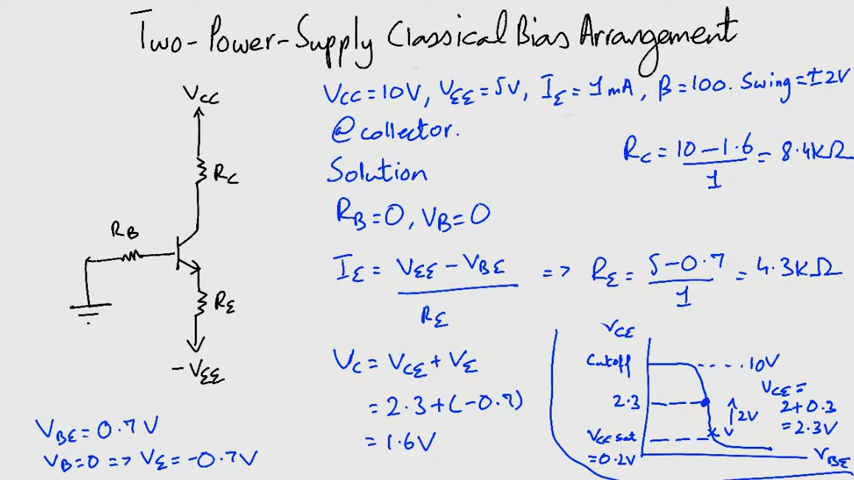 Two-Power-Supply Classical Bias Arrangement
VCC
RC
RB
RE
-VEE
VBE = 0.7V
VB=0 => VE = -0.7V
VCC=10V, VEE=5V, IE=1mA, β=100. Swing=±2V
@collector.
Solution
RB=0, VB=0
IE = VEE - VBE / RE => RE = 5-0.7 / 1 = 4.3kΩ
VC = VCE + VE
= 2.3+(-0.7)
= 1.6V
RC = 10-1.6 / 1 = 8.4kΩ
VCE
Cutoff
10V
2.3
2V
VCE sat
=0.2V
VCE=
2+0.3
=2.3V
VBE